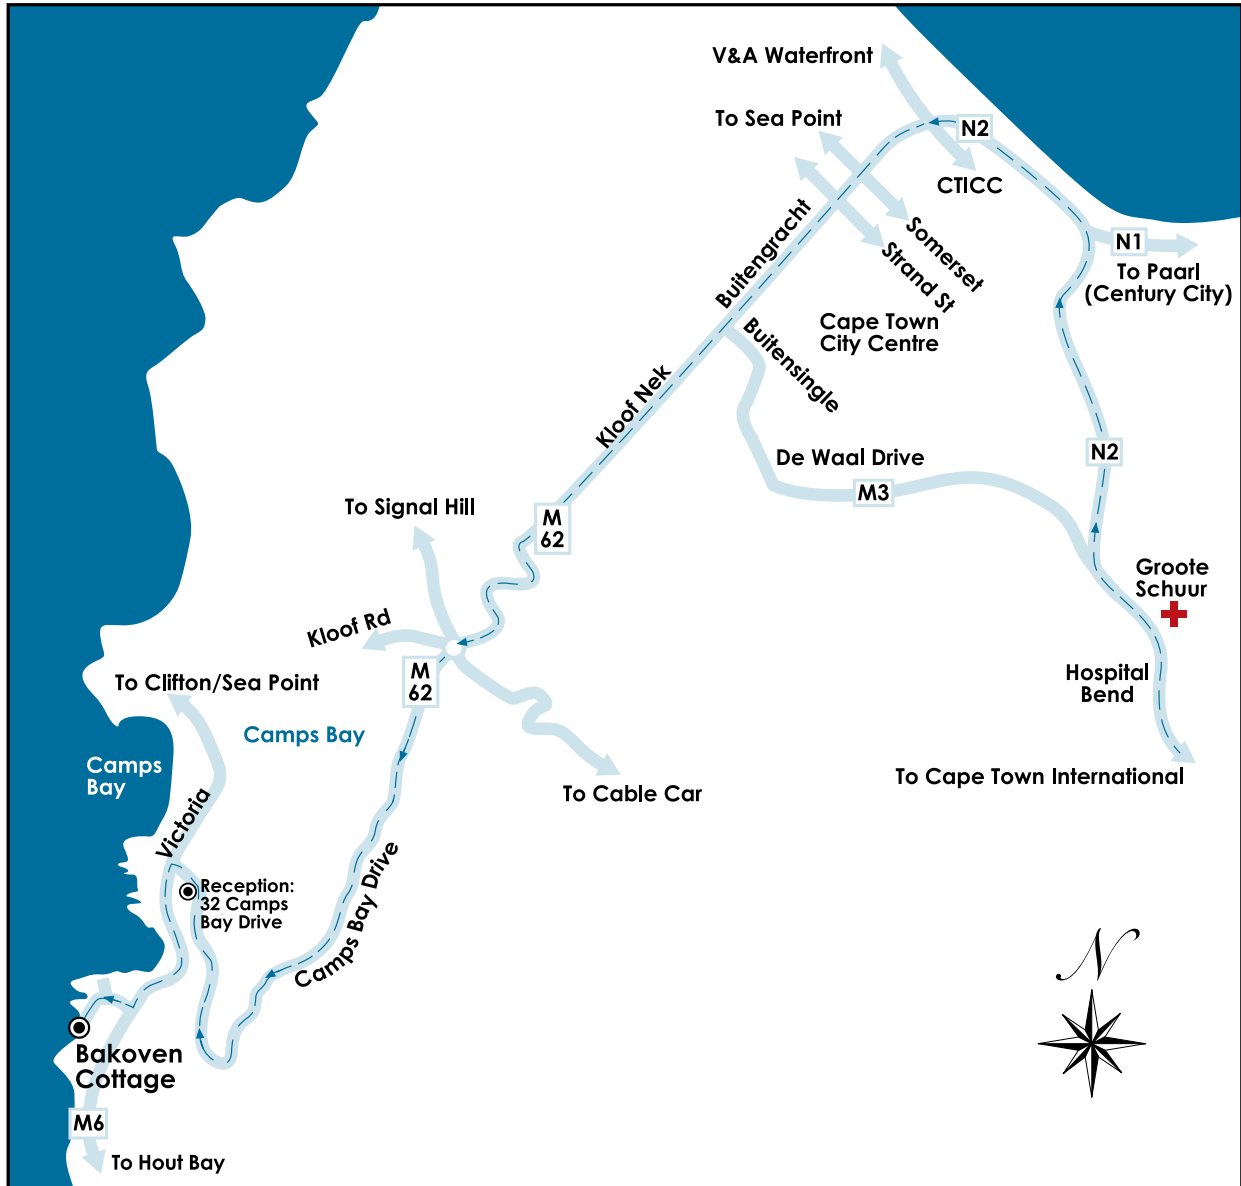 V&A Waterfront
To Sea Point
N2
CTICC
Buitengracht
Somerset
Strand St
N1
To Paarl
(Century City)
Cape Town
City Centre
Buitensingle
Kloof Nek
N2
De Waal Drive
M3
To Signal Hill
M
62
Groote
Schuur
Kloof Rd
M
62
To Clifton/Sea Point
Hospital
Bend
Camps Bay
Camps
Bay
To Cape Town International
To Cable Car
Victoria
Reception:
32 Camps
Bay Drive
Camps Bay Drive
N
Bakoven
Cottage
M6
To Hout Bay